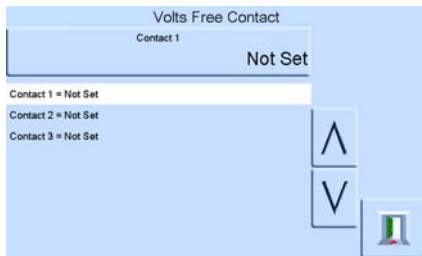 Volts Free Contact
Contact 1
Not Set
Contact 1 = Not Set
Contact 2 = Not Set
Contact 3 = Not Set